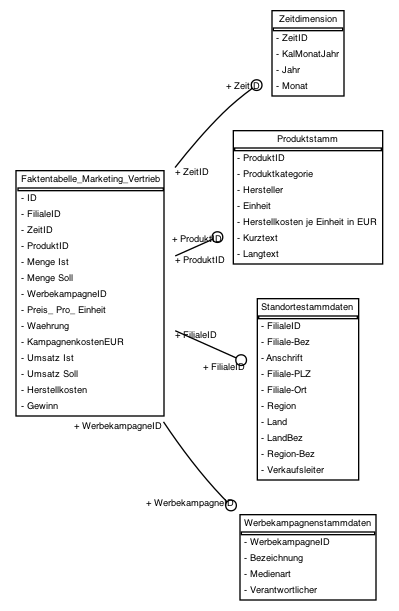 Zeitdimension
- ZeitID
- KalMonatJahr
- Jahr
- Monat
+ ZeitID
+ ZeitID
Produktstamm
- ProduktID
- Produktkategorie
- Hersteller
- Einheit
- Herstellkosten je Einheit in EUR
- Kurztext
- Langtext
Faktentabelle_Marketing_Vertrieb
- ID
- FilialeID
- ZeitID
- ProduktID
- Menge Ist
- Menge Soll
- WerbekampagneID
- Preis_ Pro_ Einheit
- Waehrung
- KampagnenkostenEUR
- Umsatz Ist
- Umsatz Soll
- Herstellkosten
- Gewinn
+ ProduktID
+ ProduktID
+ FilialeID
+ FilialeID
Standortestammdaten
- FilialeID
- Filiale-Bez
- Anschrift
- Filiale-PLZ
- Filiale-Ort
- Region
- Land
- LandBez
- Region-Bez
- Verkaufsleiter
+ WerbekampagneID
+ WerbekampagneID
Werbekampagnenstammdaten
- WerbekampagneID
- Bezeichnung
- Medienart
- Verantwortlicher